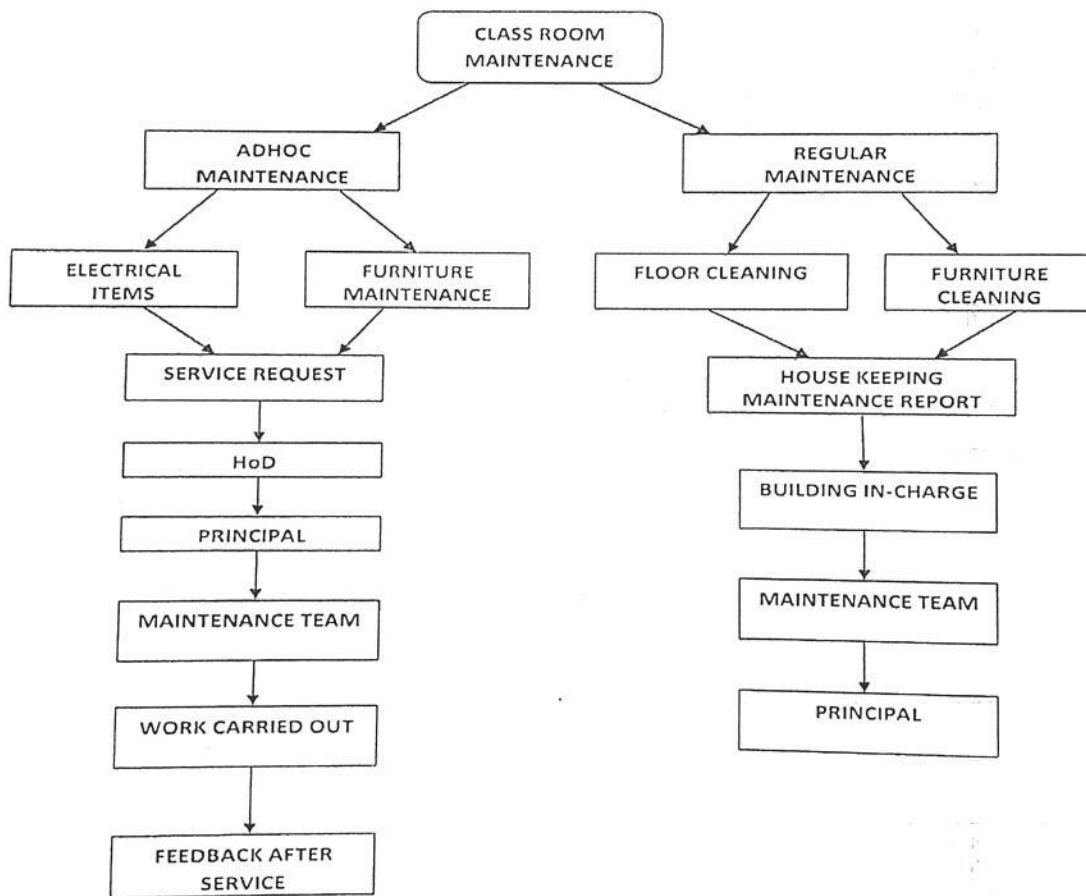 CLASS ROOM
MAINTENANCE
ADHOC
MAINTENANCE
REGULAR
MAINTENANCE
ELECTRICAL
ITEMS
FURNITURE
MAINTENANCE
FLOOR CLEANING
FURNITURE
CLEANING
SERVICE REQUEST
HOUSE KEEPING
MAINTENANCE REPORT
HoD
BUILDING IN-CHARGE
PRINCIPAL
MAINTENANCE TEAM
MAINTENANCE TEAM
WORK CARRIED OUT
PRINCIPAL
FEEDBACK AFTER
SERVICE